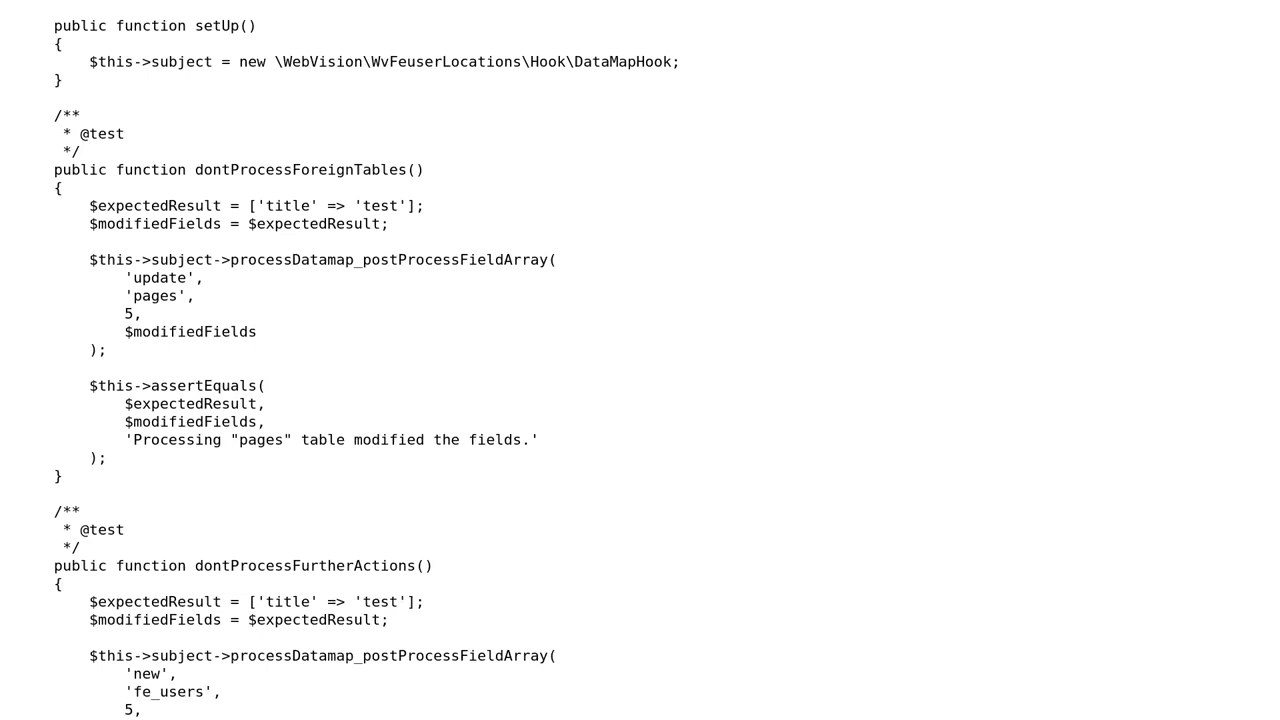 public function setUp()
{
    $this->subject = new \WebVision\WvFeuserLocations\Hook\DataMapHook;
}

/**
 * @test
 */
public function dontProcessForeignTables()
{
    $expectedResult = ['title' => 'test'];
    $modifiedFields = $expectedResult;

    $this->subject->processDatamap_postProcessFieldArray(
        'update',
        'pages',
        5,
        $modifiedFields
    );

    $this->assertEquals(
        $expectedResult,
        $modifiedFields,
        'Processing "pages" table modified the fields.'
    );
}

/**
 * @test
 */
public function dontProcessFurtherActions()
{
    $expectedResult = ['title' => 'test'];
    $modifiedFields = $expectedResult;

    $this->subject->processDatamap_postProcessFieldArray(
        'new',
        'fe_users',
        5,